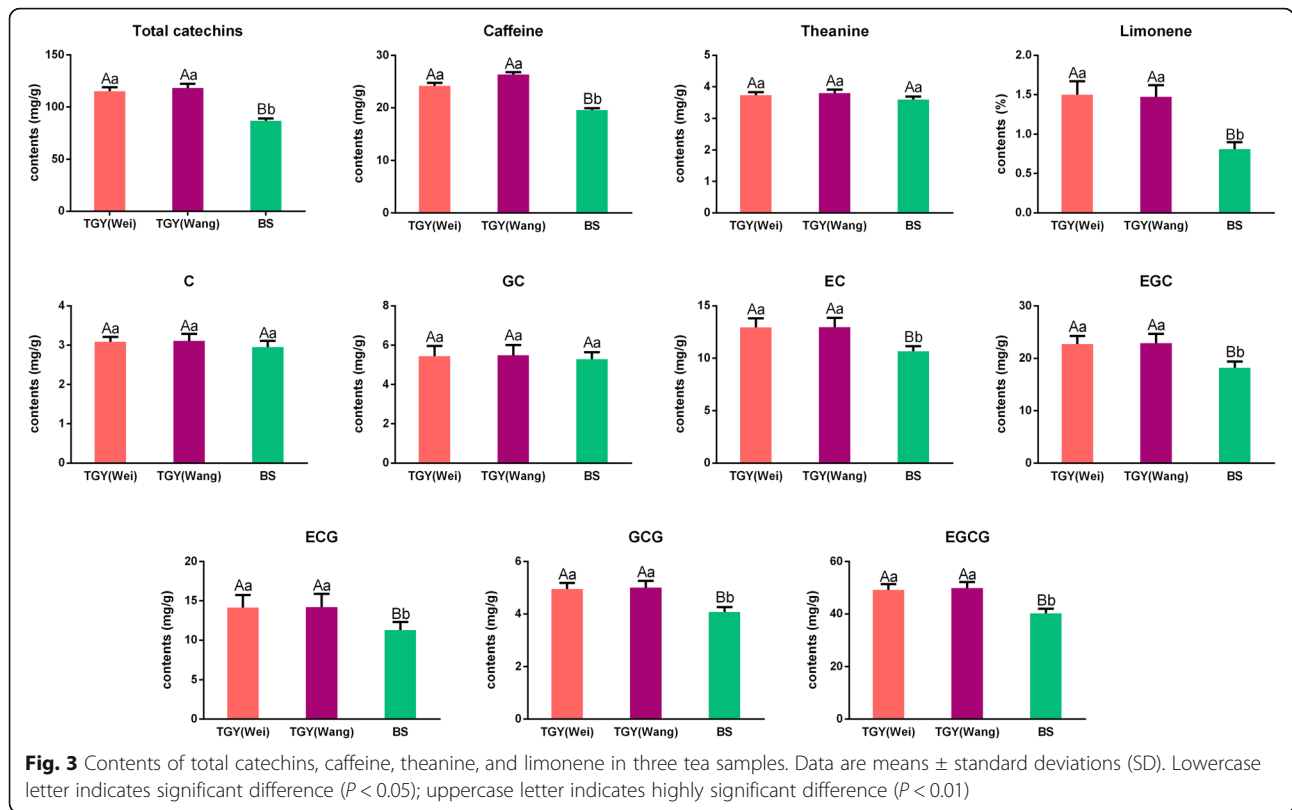 Total catechins
Caffeine
Theanine
Limonene
contents (mg/g)
150
100
50
0
Aa
Aa
Bb
TGY(Wei)
TGY(Wang)
BS
contents (mg/g)
30
20
10
0
Aa
Aa
Bb
TGY(Wei)
TGY(Wang)
BS
contents (mg/g)
5
4
3
2
1
0
Aa
Aa
Aa
TGY(Wei)
TGY(Wang)
BS
contents (%)
2.0
1.5
1.0
0.5
0.0
Aa
Aa
Bb
TGY(Wei)
TGY(Wang)
BS
C
GC
EC
EGC
contents (mg/g)
4
3
2
1
0
Aa
Aa
Aa
TGY(Wei)
TGY(Wang)
BS
contents (mg/g)
8
6
4
2
0
Aa
Aa
Aa
TGY(Wei)
TGY(Wang)
BS
contents (mg/g)
15
10
5
0
Aa
Aa
Bb
TGY(Wei)
TGY(Wang)
BS
contents (mg/g)
30
20
10
0
Aa
Aa
Bb
TGY(Wei)
TGY(Wang)
BS
ECG
GCG
EGCG
contents (mg/g)
20
15
10
5
0
Aa
Aa
Bb
TGY(Wei)
TGY(Wang)
BS
contents (mg/g)
6
4
2
0
Aa
Aa
Bb
TGY(Wei)
TGY(Wang)
BS
contents (mg/g)
60
40
20
0
Aa
Aa
Bb
TGY(Wei)
TGY(Wang)
BS
Fig. 3 Contents of total catechins, caffeine, theanine, and limonene in three tea samples. Data are means ± standard deviations (SD). Lowercase
letter indicates significant difference (P < 0.05); uppercase letter indicates highly significant difference (P < 0.01)